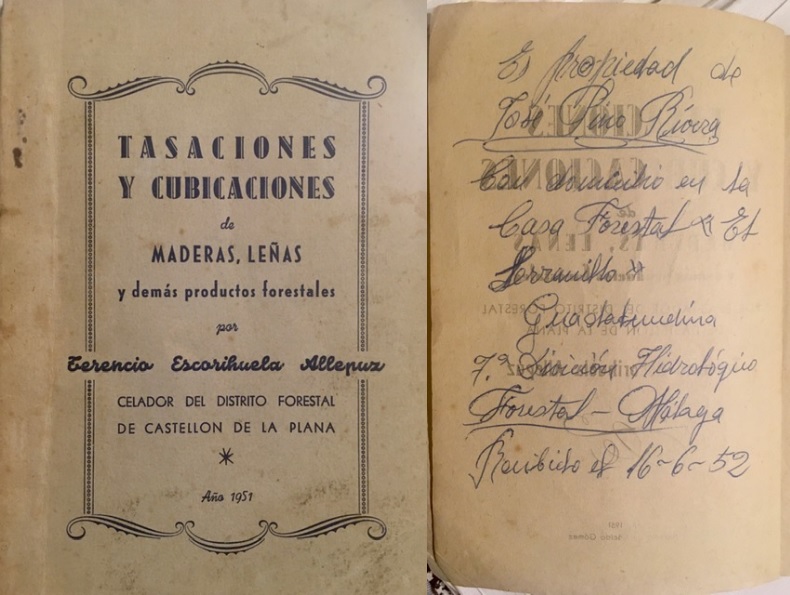 TASACIONES
Y CUBICACIONES
de
MADERAS, LEÑAS
y demás productos forestales
por
Terencio Escorihuela Allepuz
CELADOR DEL DISTRITO FORESTAL
DE CASTELLON DE LA PLANA
Año 1951
Es propiedad de
José Pino Rivera
Con domicilio en la
Casa Forestal "El
Serranillo"
Guadalmedina
7.ª División Hidrológico
Forestal - Málaga
Recibido el 16-6-52